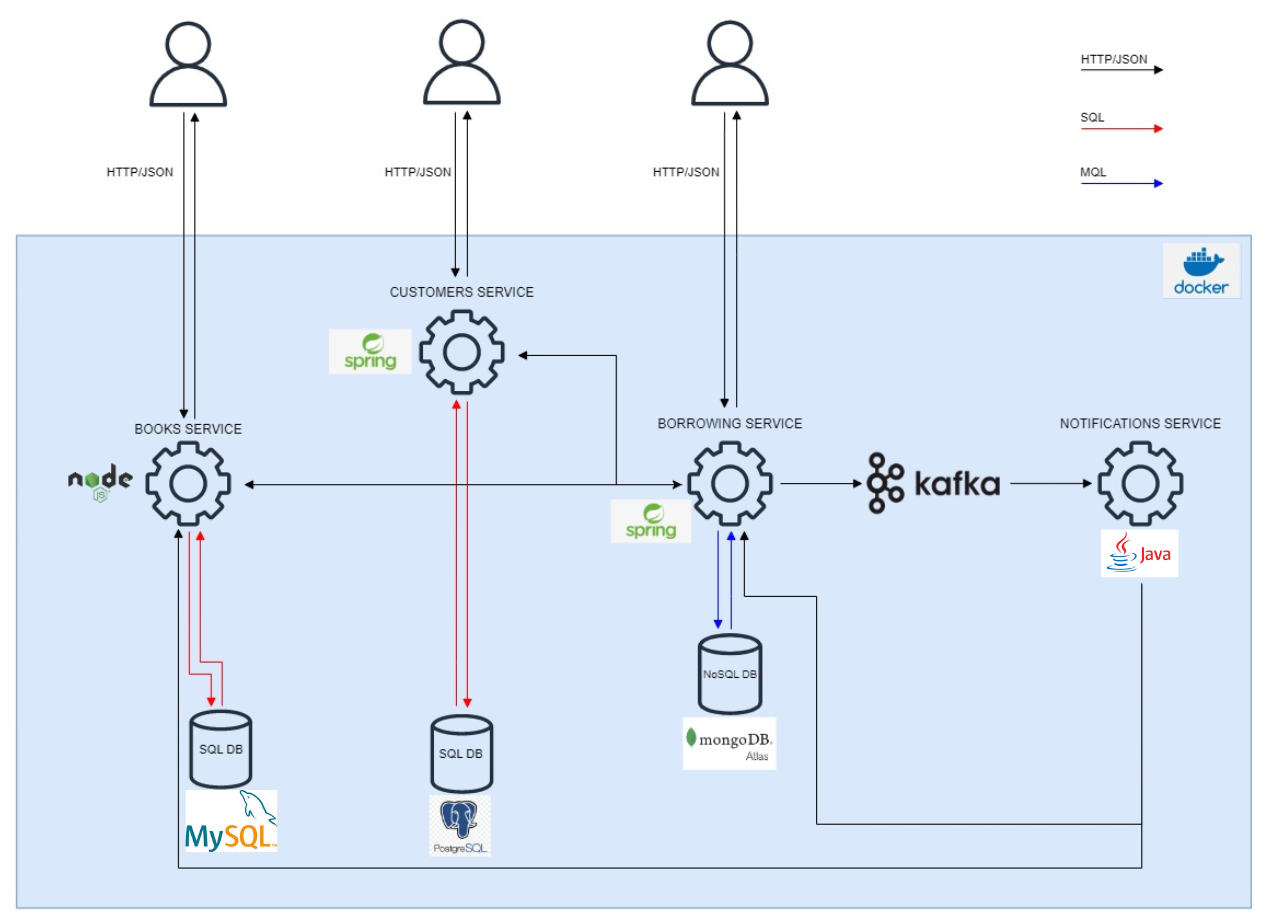 HTTP/JSON
SQL
HTTP/JSON
HTTP/JSON
HTTP/JSON
MQL
docker
CUSTOMERS SERVICE
spring
BOOKS SERVICE
BORROWING SERVICE
NOTIFICATIONS SERVICE
node
JS
kafka
spring
Java
NoSQL DB
SQL DB
SQL DB
mongoDB.
Atlas
MySQL
PostgreSQL